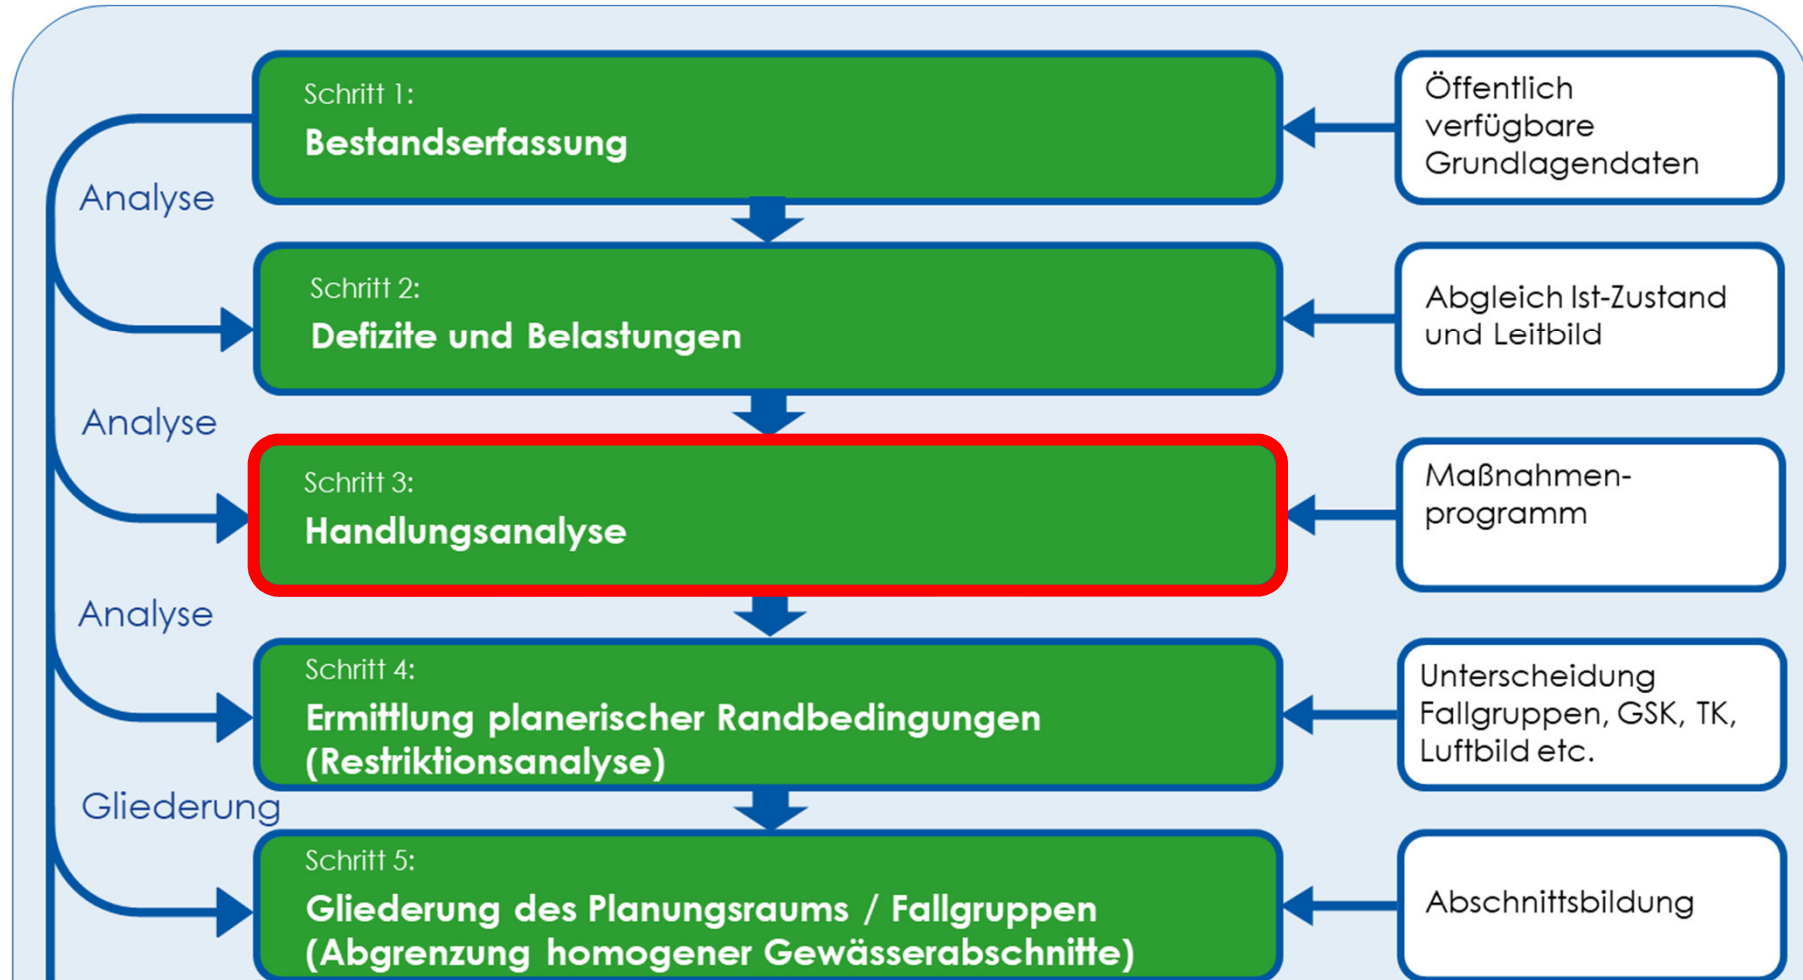 Schritt 1:
Bestandserfassung
Öffentlich
verfügbare
Grundlagendaten
Analyse
Schritt 2:
Defizite und Belastungen
Abgleich Ist-Zustand
und Leitbild
Analyse
Schritt 3:
Handlungsanalyse
Maßnahmen-
programm
Analyse
Schritt 4:
Ermittlung planerischer Randbedingungen
(Restriktionsanalyse)
Unterscheidung
Fallgruppen, GSK, TK,
Luftbild etc.
Gliederung
Schritt 5:
Gliederung des Planungsraums / Fallgruppen
(Abgrenzung homogener Gewässerabschnitte)
Abschnittsbildung